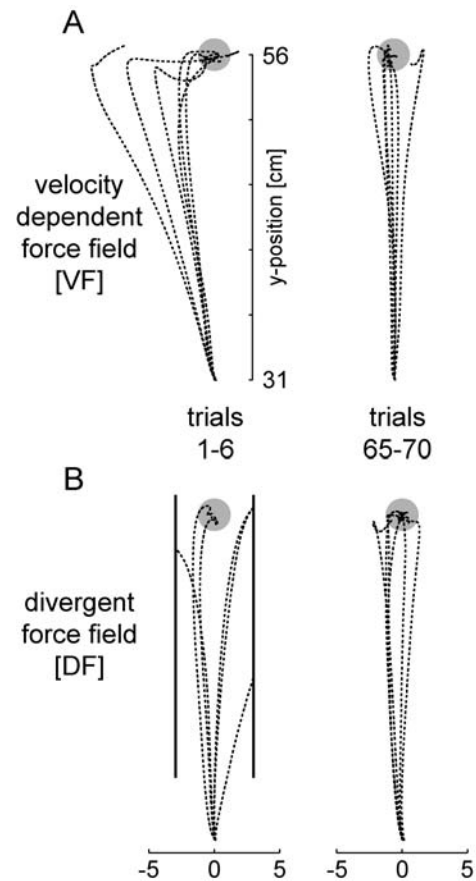 A
56
velocity
dependent
force field
[VF]
y-position [cm]
31
trials
1-6
trials
65-70
B
divergent
force field
[DF]
-5 0 5
-5 0 5